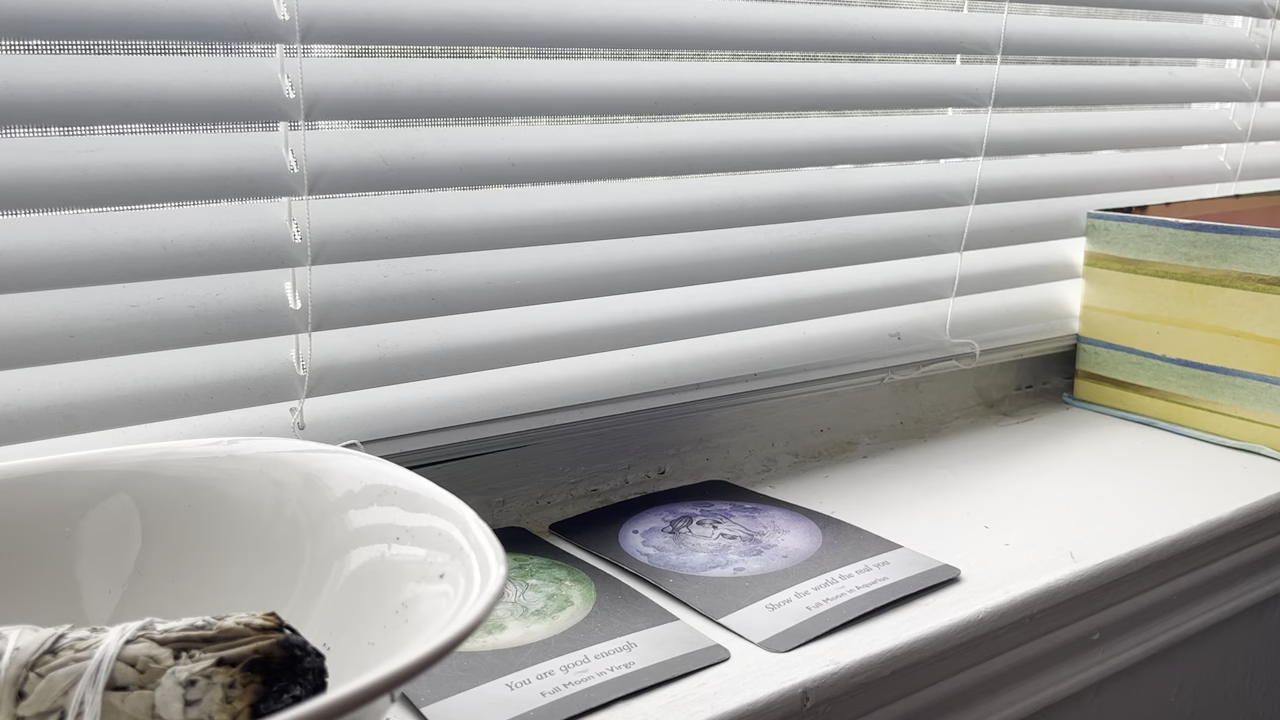 You are good enough
Full Moon in Virgo
Show the world the real you
Full Moon in Aquarius